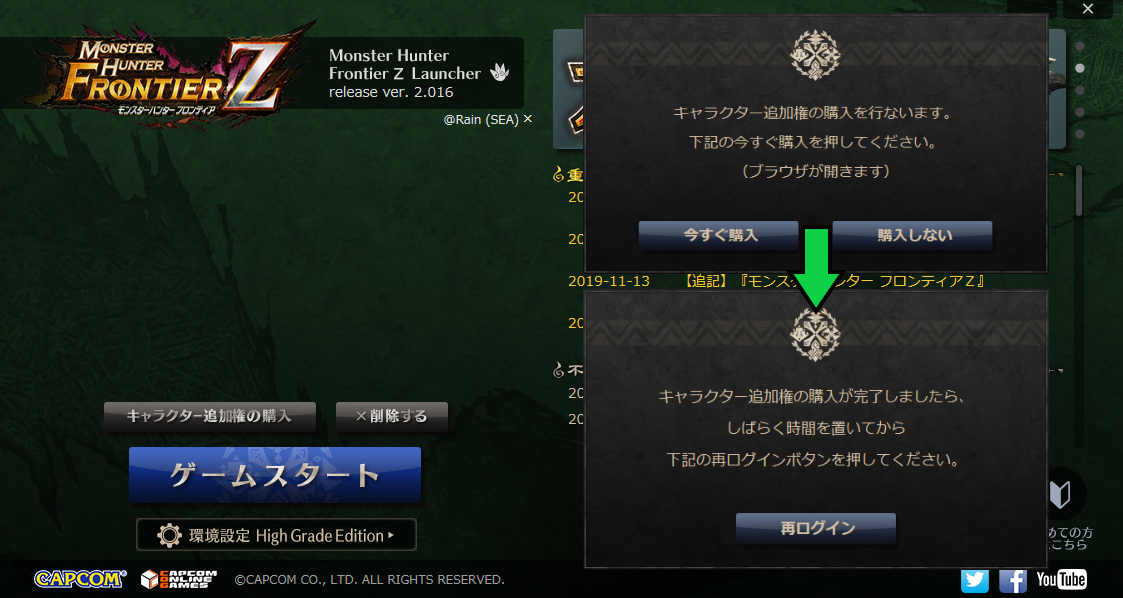 MONSTER
HUNTER
FRONTIER Z
モンスターハンター フロンティア
Monster Hunter
Frontier Z Launcher
release ver. 2.016
@Rain (SEA) ×
キャラクター追加権の購入を行ないます。
下記の今すぐ購入を押してください。
(ブラウザが開きます)
今すぐ購入
購入しない
重
20
20
2019-11-13 【追記】『モンスターハンター フロンティアZ』
20
不
20
20
キャラクター追加権の購入が完了しましたら、
しばらく時間を置いてから
下記の再ログインボタンを押してください。
再ログイン
キャラクター追加権の購入
×削除する
ゲームスタート
環境設定 High Grade Edition
めての方
こちら
CAPCOM
CAPCOM
ONLINE
GAMES
©CAPCOM CO., LTD. ALL RIGHTS RESERVED.
YouTube